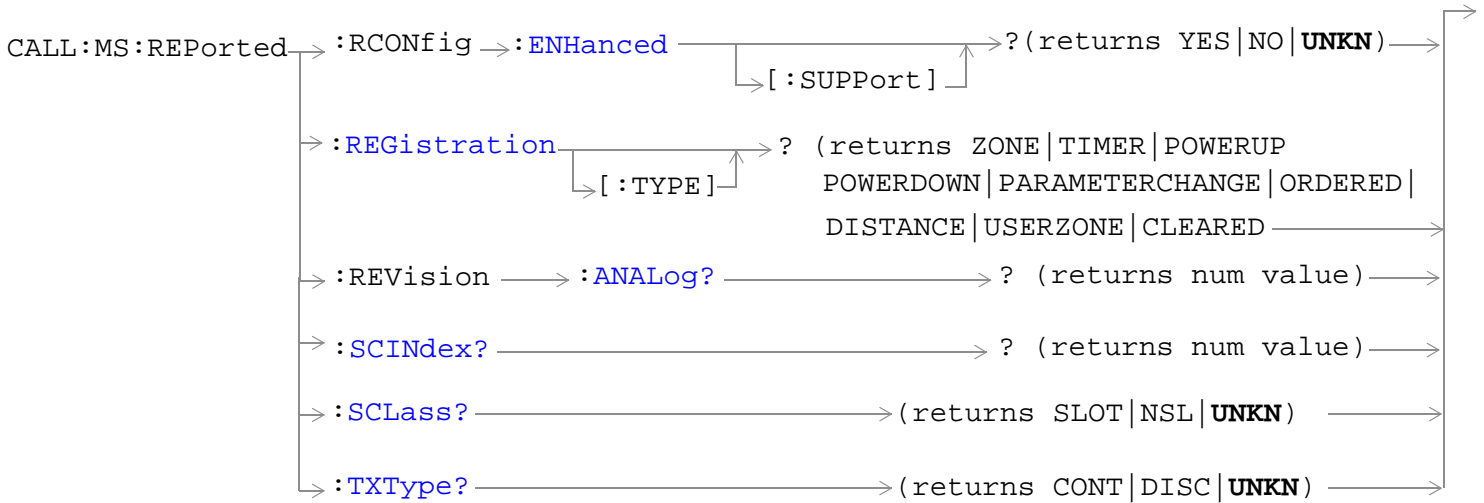 CALL:MS:REPorted :RCONfig :ENHanced ?(returns YES|NO|UNKN)
[:SUPPort]
:REGistration ? (returns ZONE|TIMER|POWERUP
[:TYPE] POWERDOWN|PARAMETERCHANGE|ORDERED|
DISTANCE|USERZONE|CLEARED
:REVision :ANALog? ? (returns num value)
:SCINdex? ? (returns num value)
:SCLass? (returns SLOT|NSL|UNKN)
:TXType? (returns CONT|DISC|UNKN)